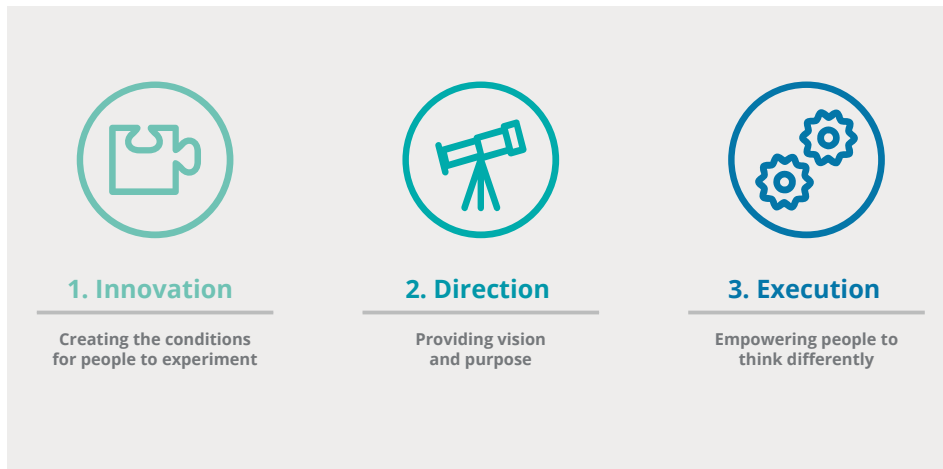 1. Innovation
Creating the conditions
for people to experiment
2. Direction
Providing vision
and purpose
3. Execution
Empowering people to
think differently